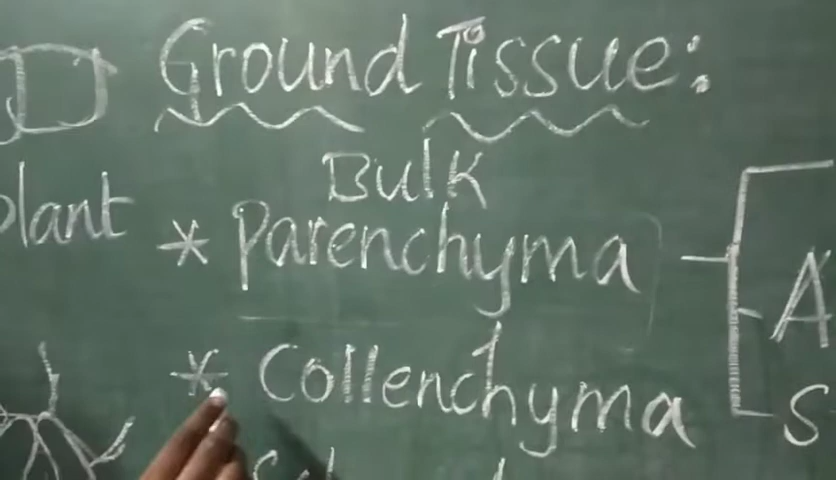 Ground Tissue:
Bulk
plant * Parenchyma
A
* Collenchyma
S